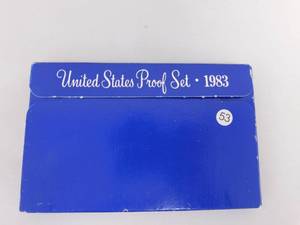 United States Proof Set • 1983
53